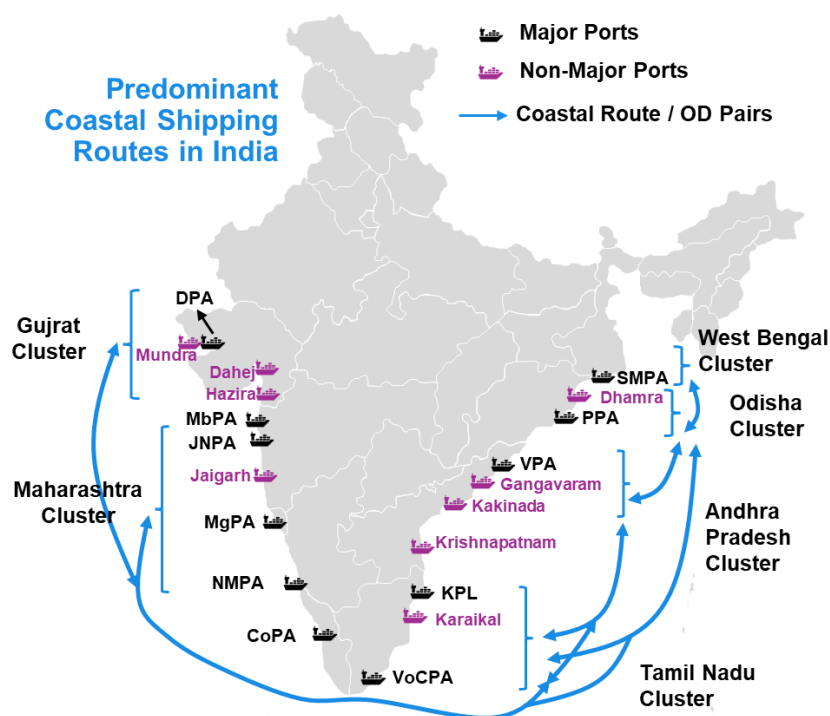 Predominant
Coastal Shipping
Routes in India
Major Ports
Non-Major Ports
Coastal Route / OD Pairs
DPA
Gujrat
Cluster
Mundra
Dahej
Hazira
MbPA
JNPA
Jaigarh
Maharashtra
Cluster
MgPA
NMPA
CoPA
VoCPA
West Bengal
Cluster
SMPA
Dhamra
Odisha
Cluster
PPA
VPA
Gangavaram
Kakinada
Andhra
Pradesh
Cluster
Krishnapatnam
KPL
Karaikal
Tamil Nadu
Cluster